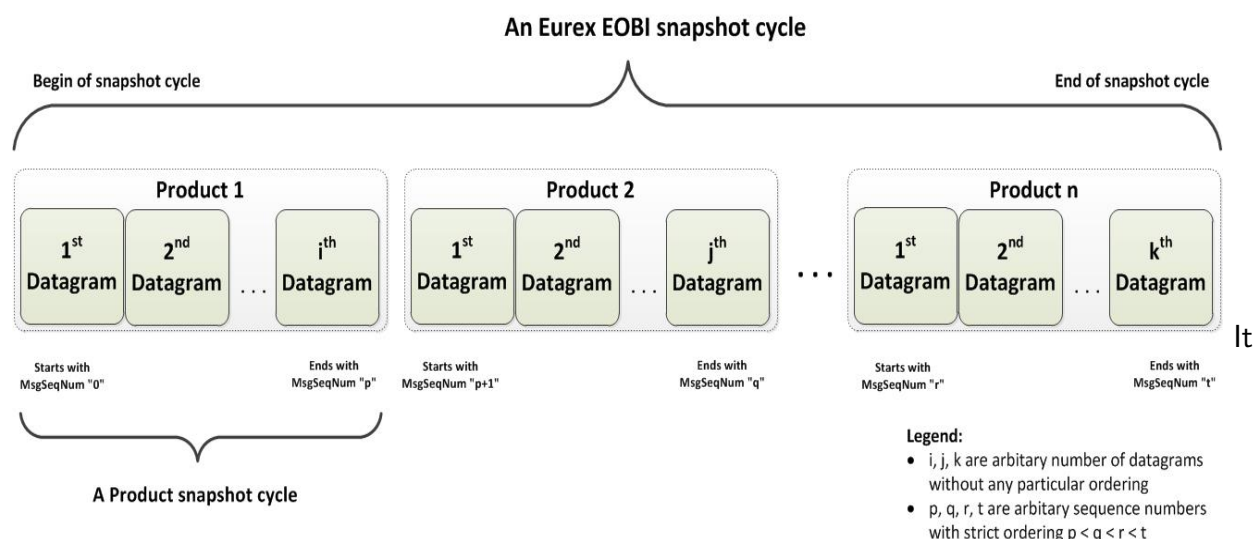 An Eurex EOBI snapshot cycle
Begin of snapshot cycle
End of snapshot cycle
Product 1
Product 2
Product n
1st
Datagram
2nd
Datagram
. . .
ith
Datagram
1st
Datagram
2nd
Datagram
. . .
jth
Datagram
. . .
1st
Datagram
2nd
Datagram
. . .
kth
Datagram
It
Starts with
MsgSeqNum "0"
Ends with
MsgSeqNum "p"
Starts with
MsgSeqNum "p+1"
Ends with
MsgSeqNum "q"
Starts with
MsgSeqNum "r"
Ends with
MsgSeqNum "t"
A Product snapshot cycle
Legend:
• i, j, k are arbitary number of datagrams
without any particular ordering
• p, q, r, t are arbitary sequence numbers
with strict ordering p < q < r < t